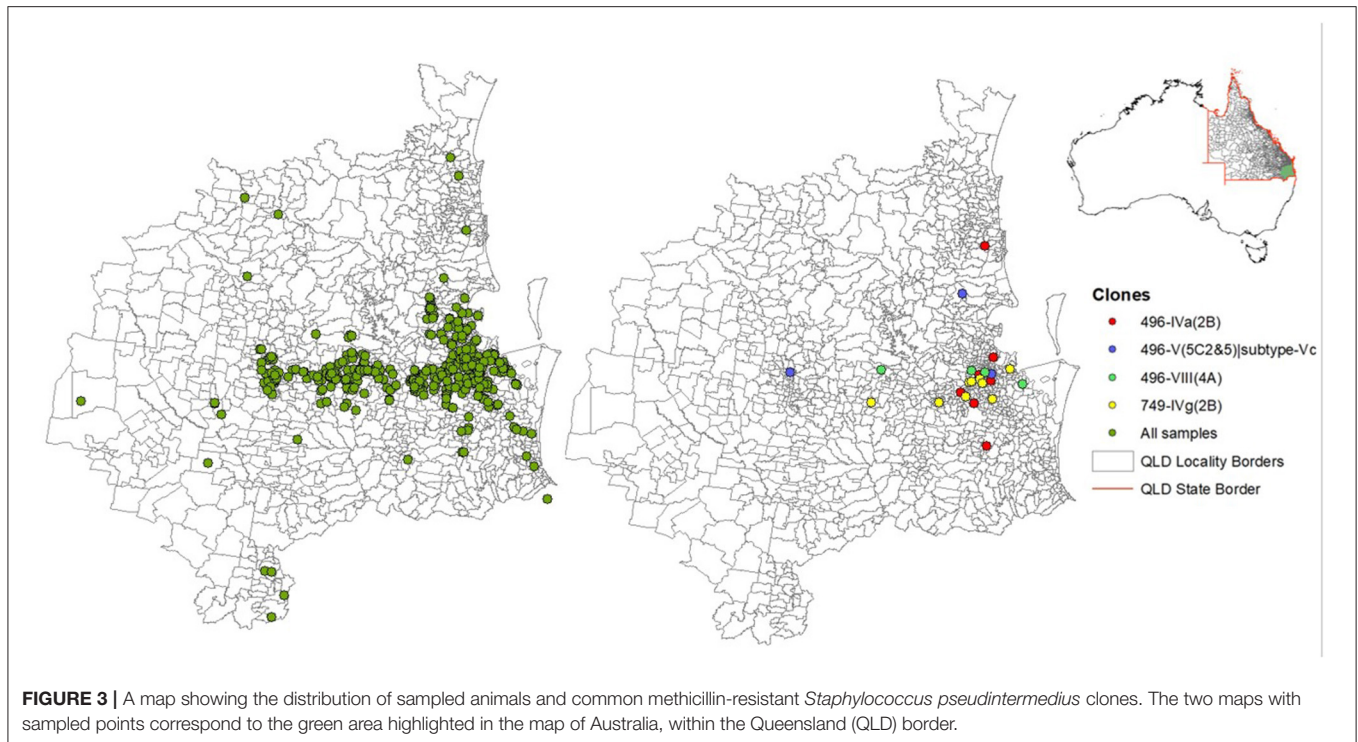 Clones
496-IVa(2B)
496-V(5C2&5)|subtype-Vc
496-VIII(4A)
749-IVg(2B)
All samples
QLD Locality Borders
QLD State Border
FIGURE 3 | A map showing the distribution of sampled animals and common methicillin-resistant Staphylococcus pseudintermedius clones. The two maps with
sampled points correspond to the green area highlighted in the map of Australia, within the Queensland (QLD) border.